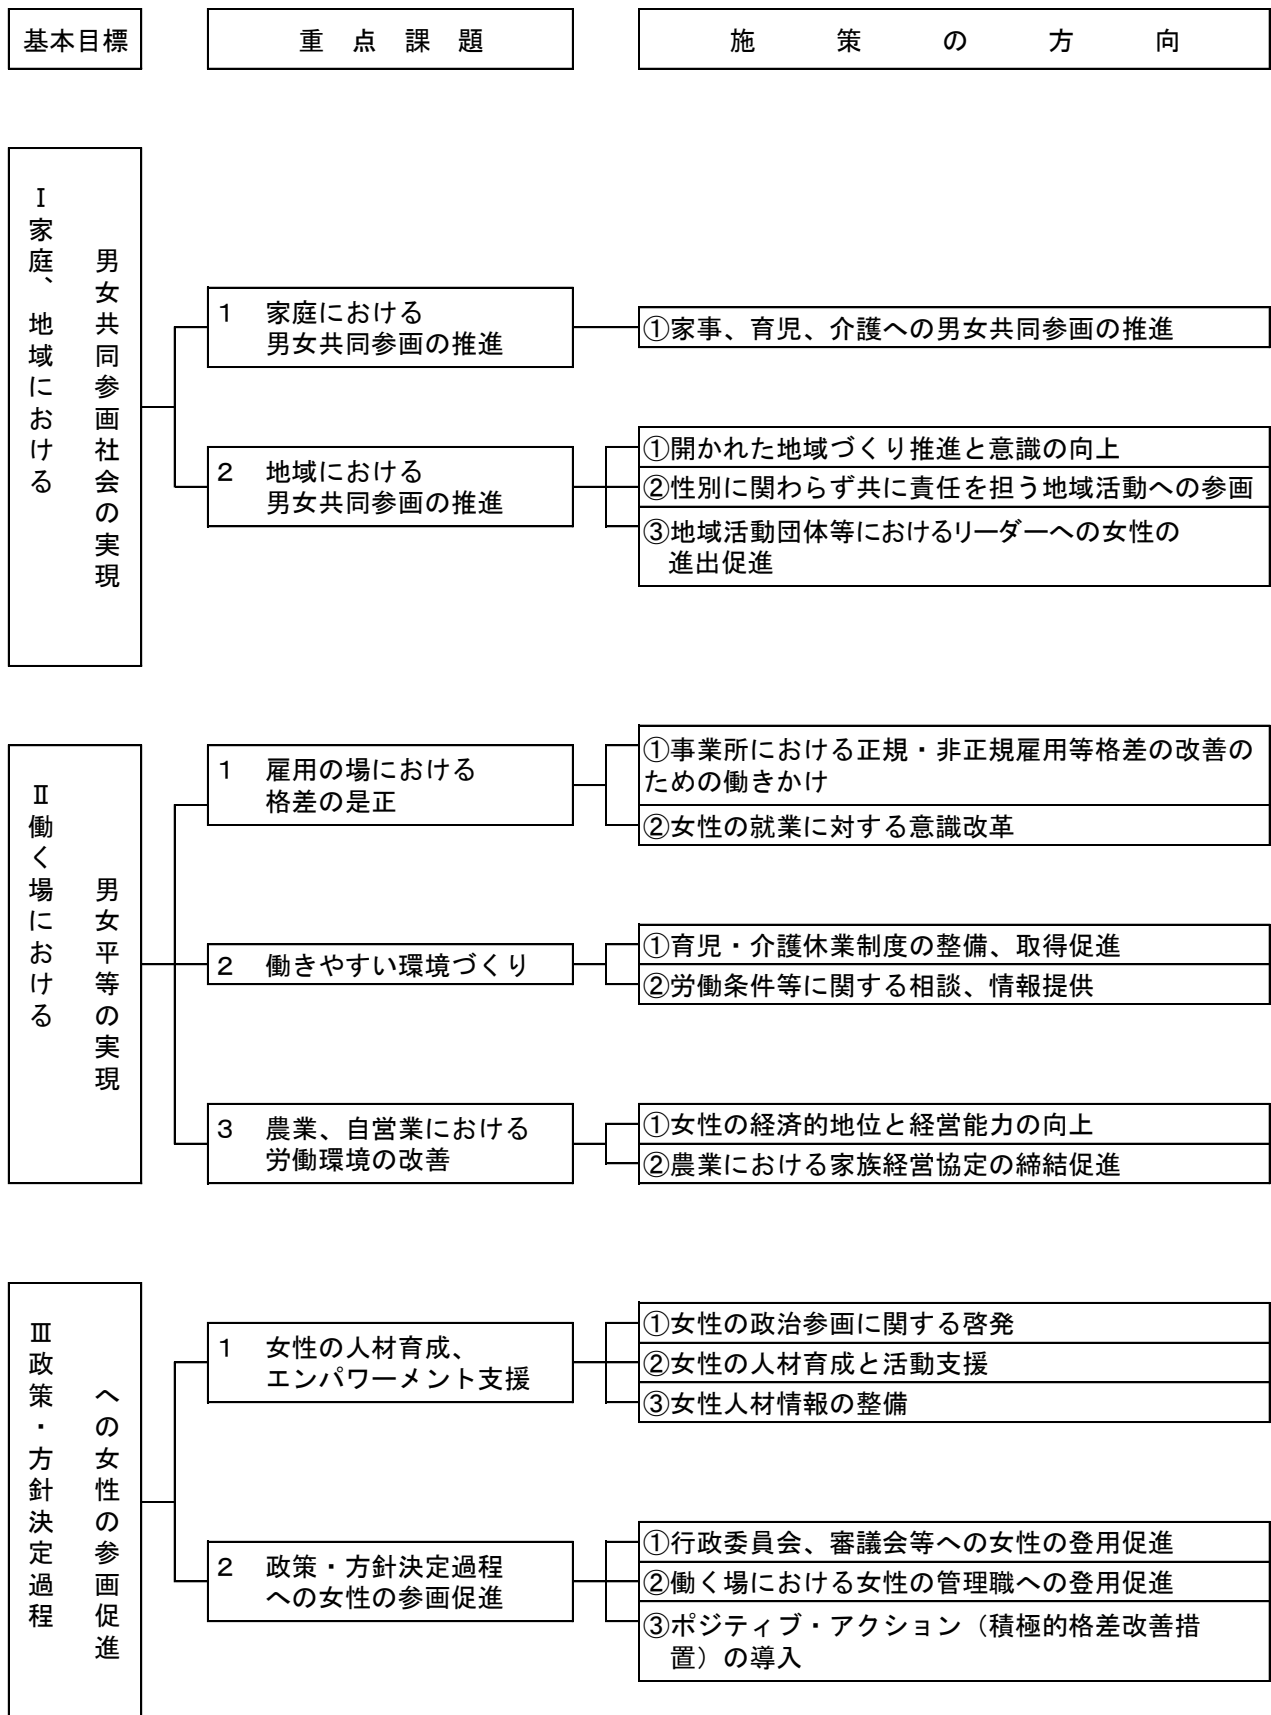 基本目標
重点課題
施策の方向
Ⅰ家庭、地域における
男女共同参画社会の実現
1 家庭における
男女共同参画の推進
①家事、育児、介護への男女共同参画の推進
2 地域における
男女共同参画の推進
①開かれた地域づくり推進と意識の向上
②性別に関わらず共に責任を担う地域活動への参画
③地域活動団体等におけるリーダーへの女性の
進出促進
Ⅱ働く場における
男女平等の実現
1 雇用の場における
格差の是正
①事業所における正規・非正規雇用等格差の改善の
ための働きかけ
②女性の就業に対する意識改革
2 働きやすい環境づくり
①育児・介護休業制度の整備、取得促進
②労働条件等に関する相談、情報提供
3 農業、自営業における
労働環境の改善
①女性の経済的地位と経営能力の向上
②農業における家族経営協定の締結促進
Ⅲ政策・方針決定過程
への女性の参画促進
1 女性の人材育成、
エンパワーメント支援
①女性の政治参画に関する啓発
②女性の人材育成と活動支援
③女性人材情報の整備
2 政策・方針決定過程
への女性の参画促進
①行政委員会、審議会等への女性の登用促進
②働く場における女性の管理職への登用促進
③ポジティブ・アクション（積極的格差改善措
置）の導入